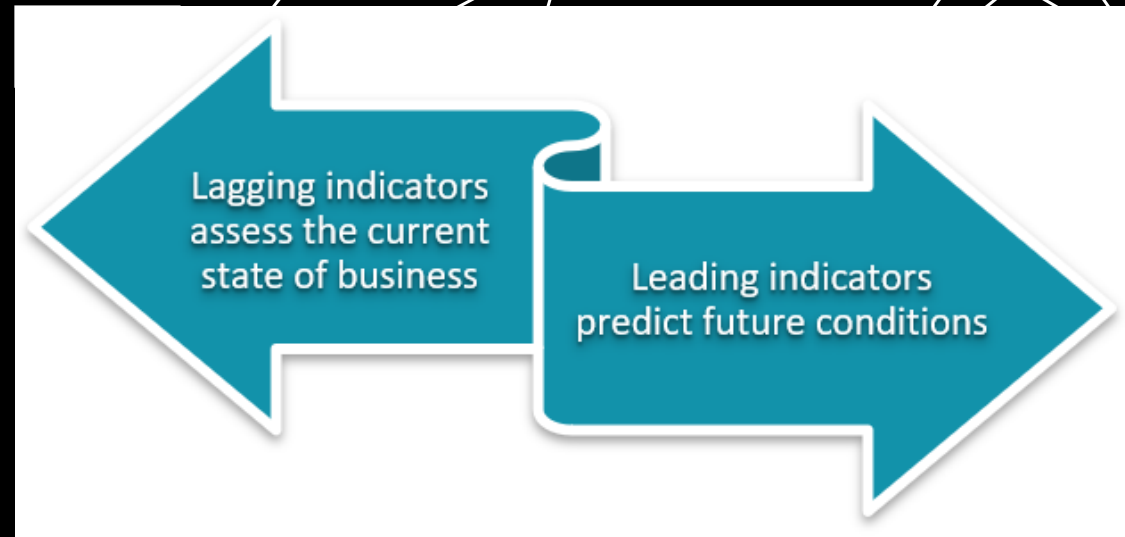 Lagging indicators
assess the current
state of business
Leading indicators
predict future conditions